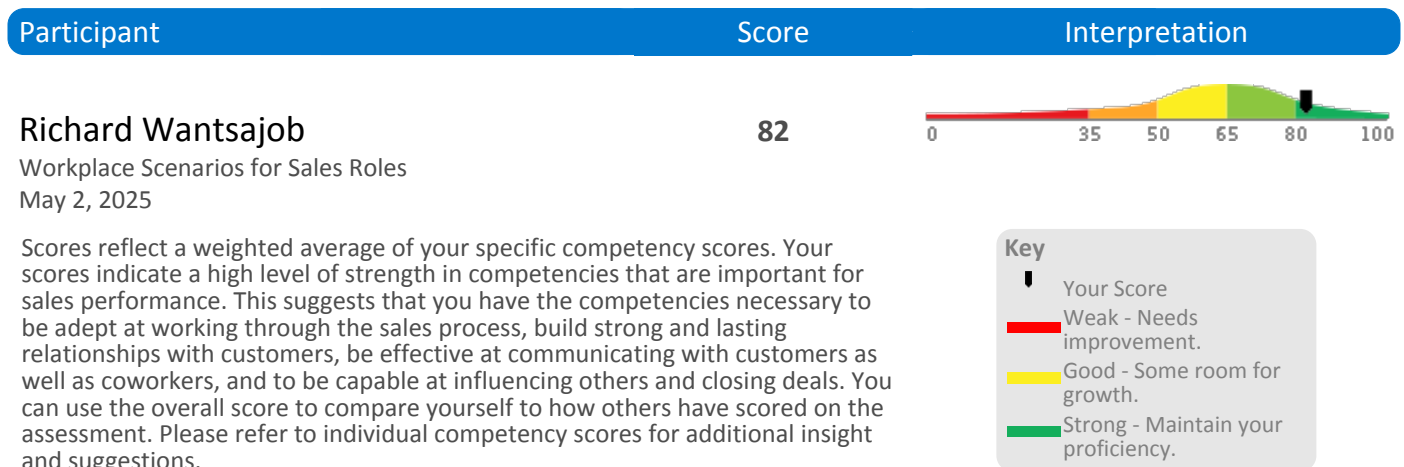 Participant Score Interpretation
Richard Wantsajob 82
0 35 50 65 80 100
Workplace Scenarios for Sales Roles
May 2, 2025
Scores reflect a weighted average of your specific competency scores. Your
scores indicate a high level of strength in competencies that are important for
sales performance. This suggests that you have the competencies necessary to
be adept at working through the sales process, build strong and lasting
relationships with customers, be effective at communicating with customers as
well as coworkers, and to be capable at influencing others and closing deals. You
can use the overall score to compare yourself to how others have scored on the
assessment. Please refer to individual competency scores for additional insight
and suggestions.
Key
Your Score
Weak - Needs
improvement.
Good - Some room for
growth.
Strong - Maintain your
proficiency.